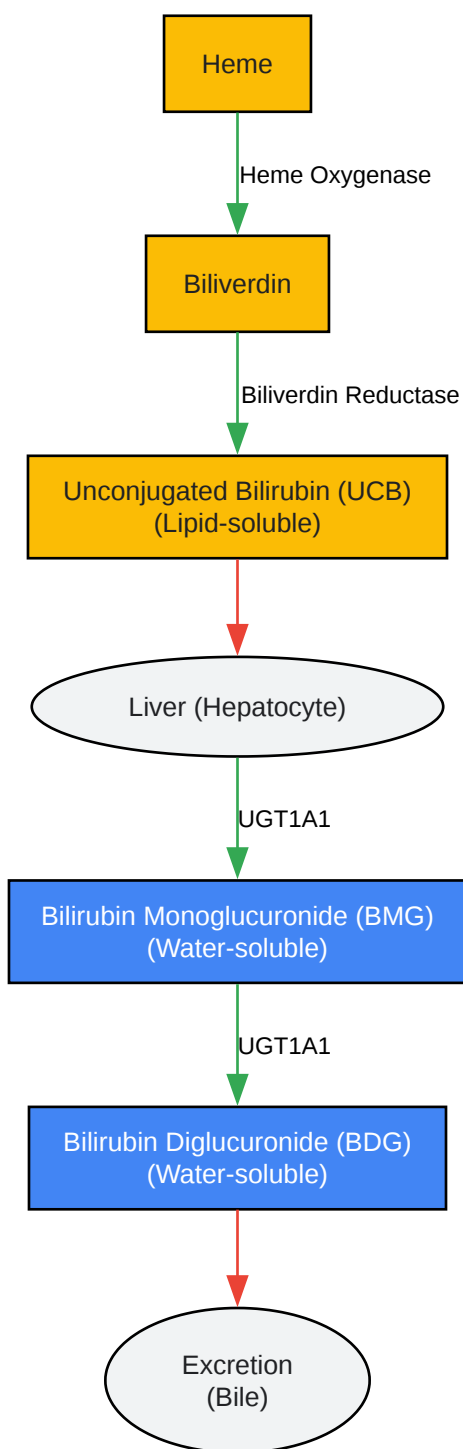 Heme
Heme Oxygenase
Biliverdin
Biliverdin Reductase
Unconjugated Bilirubin (UCB)
(Lipid-soluble)
Liver (Hepatocyte)
UGT1A1
Bilirubin Monoglucuronide (BMG)
(Water-soluble)
UGT1A1
Bilirubin Diglucuronide (BDG)
(Water-soluble)
Excretion
(Bile)